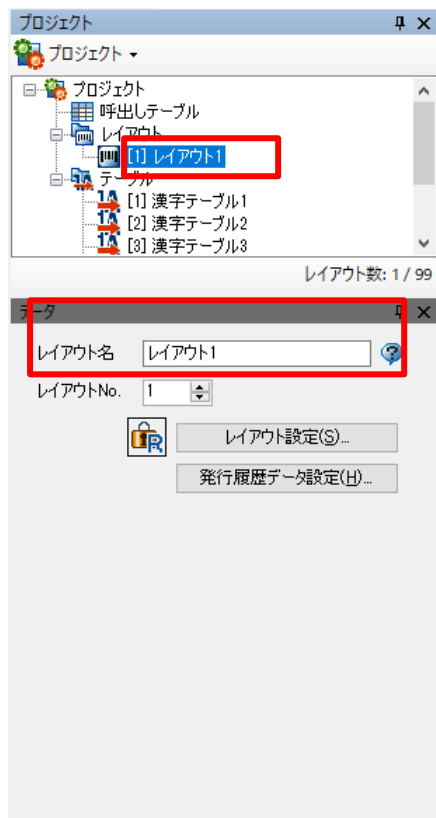 プロジェクト
プロジェクト
プロジェクト
呼出しテーブル
レイアウト
[1] レイアウト1
テーブル
[1] 漢字テーブル1
[2] 漢字テーブル2
[3] 漢字テーブル3
レイアウト数: 1 / 99
データ
レイアウト名 レイアウト1
レイアウトNo. 1
レイアウト設定(S)...
発行履歴データ設定(H)...